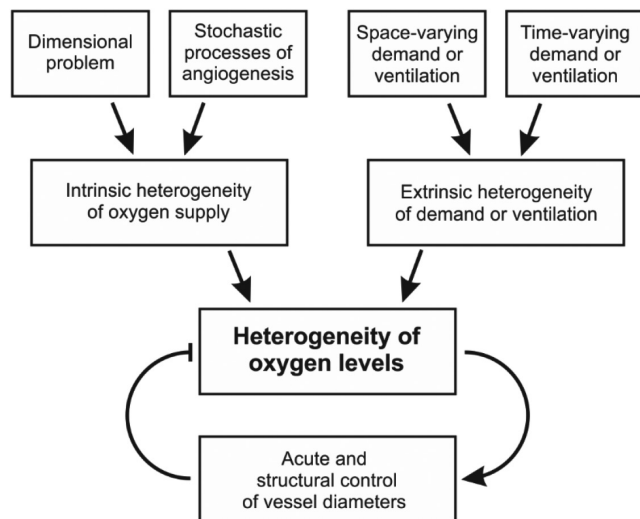 Dimensional
problem
Stochastic
processes of
angiogenesis
Space-varying
demand or
ventilation
Time-varying
demand or
ventilation
Intrinsic heterogeneity
of oxygen supply
Extrinsic heterogeneity
of demand or ventilation
Heterogeneity of
oxygen levels
Acute and
structural control
of vessel diameters